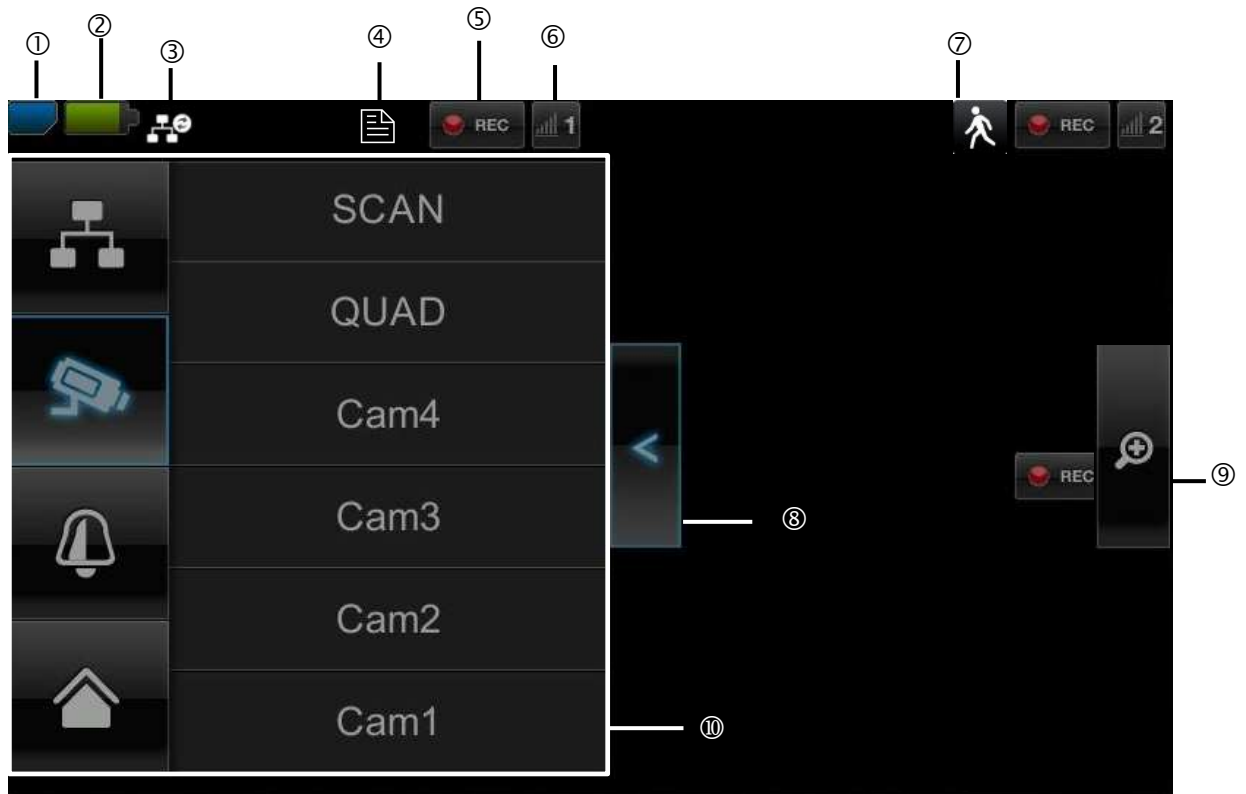 ① ② ③ ④ ⑤ ⑥ ⑦
REC 1 REC 2
SCAN
QUAD
Cam4
<
REC
⑨
Cam3
⑧
Cam2
Cam1
⑩